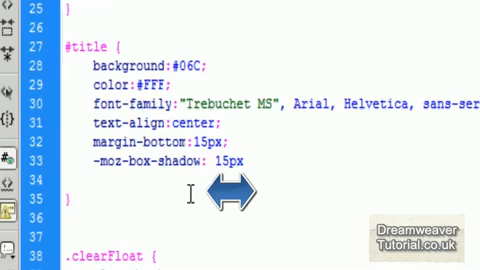 25 }
26
27 #title {
28 background:#06C;
29 color:#FFF;
30 font-family:"Trebuchet MS", Arial, Helvetica, sans-ser
31 text-align:center;
32 margin-bottom:15px;
33 -moz-box-shadow: 15px
34
35 }
36
37
38 .clearFloat {
Dreamweaver
Tutorial.co.uk